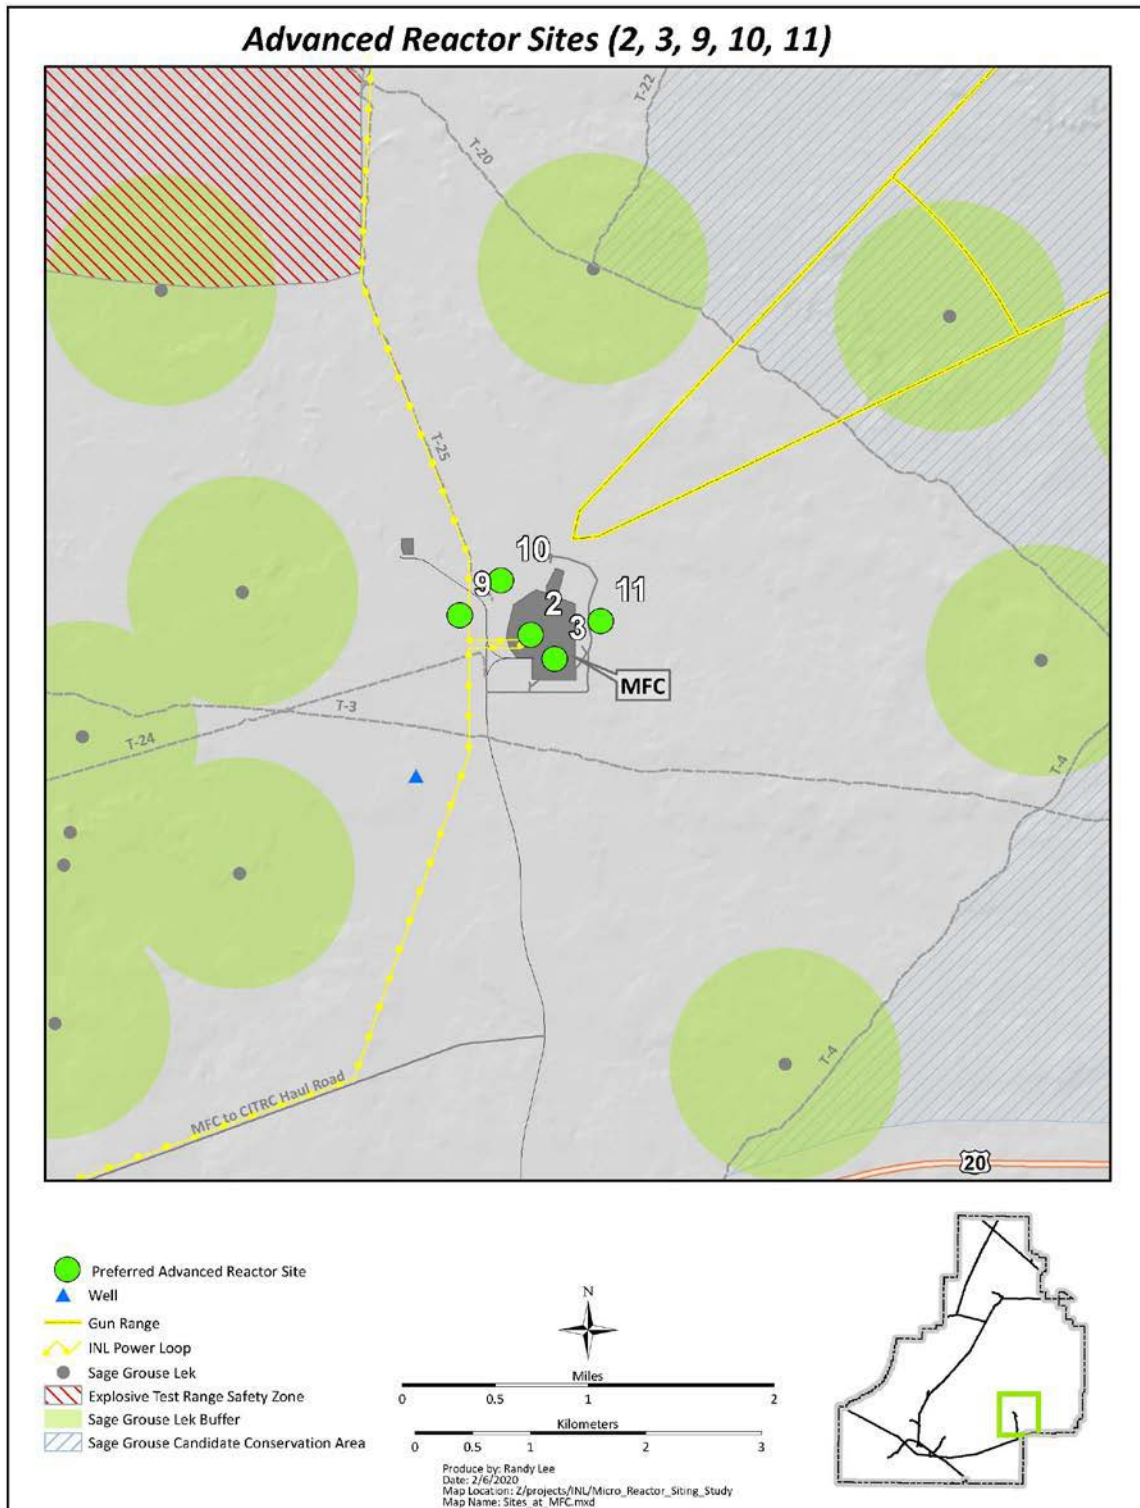 Advanced Reactor Sites (2, 3, 9, 10, 11)
T-22
T-20
T-25
10
9
11
2
3
MFC
T-3
T-24
T-4
T-4
MFC to CITRC Haul Road
20
Preferred Advanced Reactor Site
Well
Gun Range
INL Power Loop
Sage Grouse Lek
Explosive Test Range Safety Zone
Sage Grouse Lek Buffer
Sage Grouse Candidate Conservation Area
N
Miles
0 0.5 1 2
Kilometers
0 0.5 1 2 3
Produce by: Randy Lee
Date: 2/6/2020
Map Location: Z/projects/INL/Micro_Reactor_Siting_Study
Map Name: Sites_at_MFC.mxd